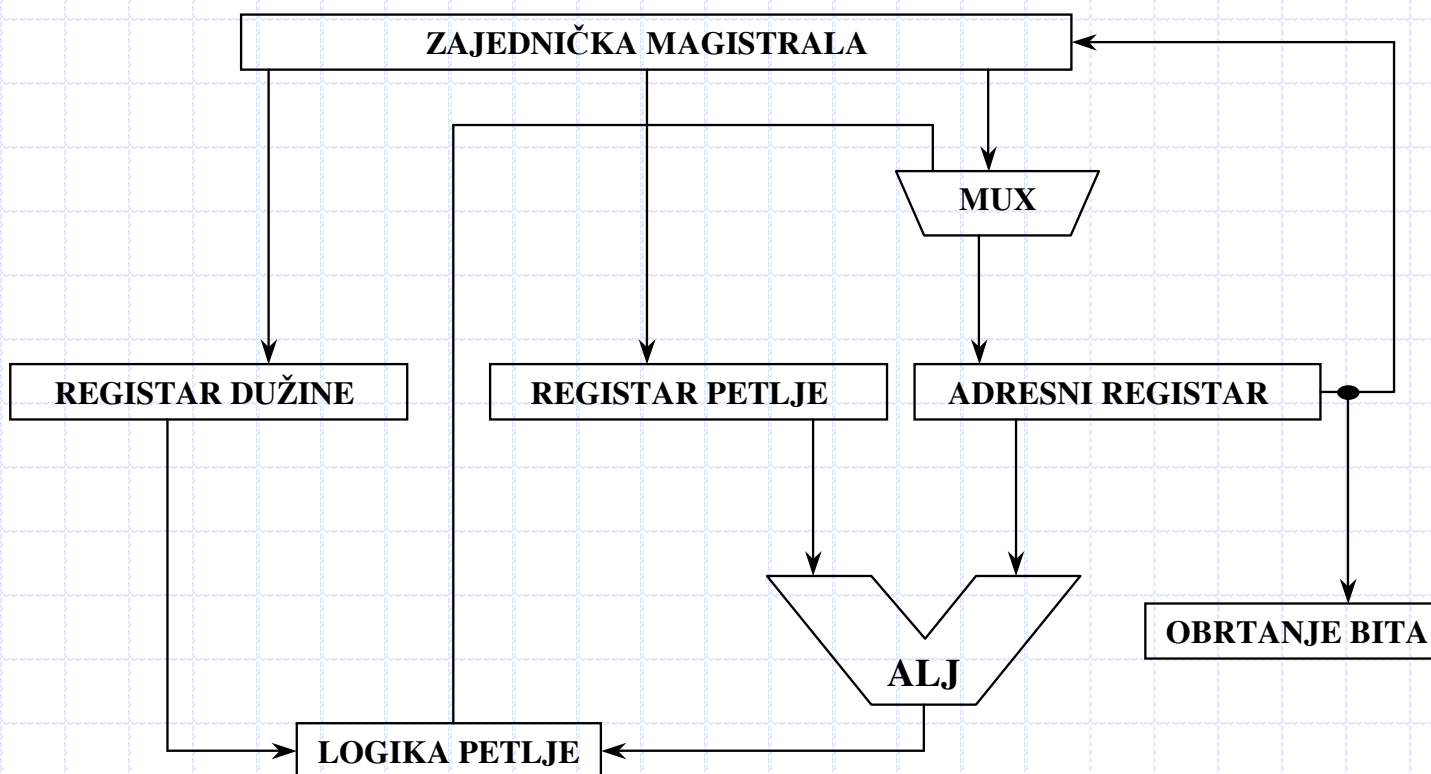 ZAJEDNIČKA MAGISTRALA
MUX
REGISTAR DUŽINE
REGISTAR PETLJE
ADRESNI REGISTAR
OBRTANJE BITA
ALJ
LOGIKA PETLJE